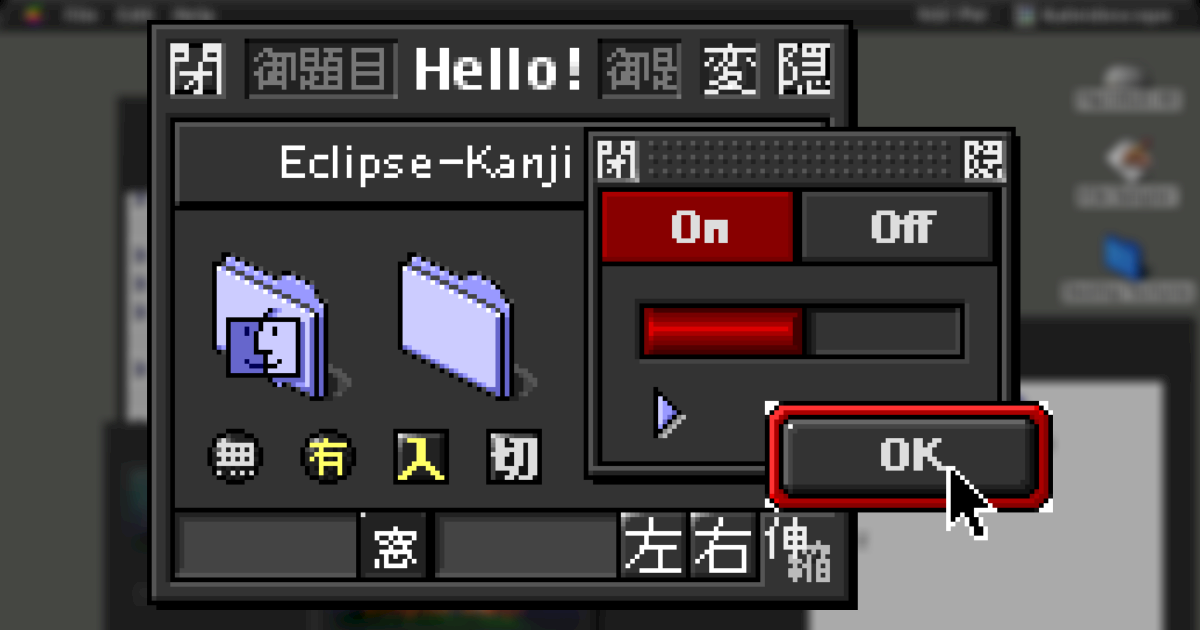 閉 御題目 Hello! 御題 変 隠
Eclipse-Kanji
閉 隠
On Off
無 有 入 切
OK
窓 左 右 伸縮